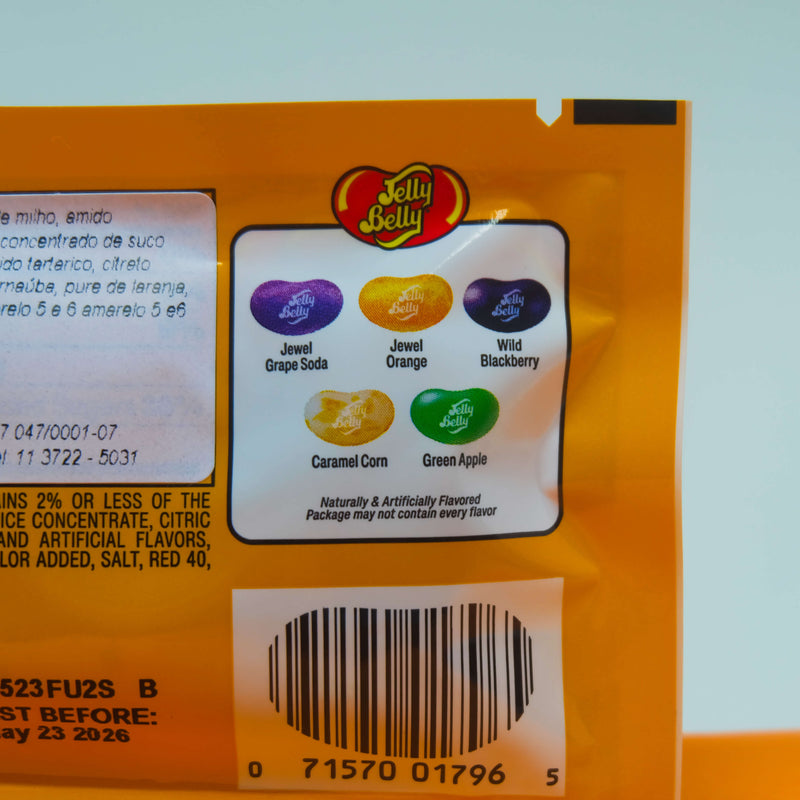 Jelly
Belly
e milho, amido
concentrado de suco
ido tartarico, citrato
rnaúba, pure de laranja,
relo 5 e 6 amarelo 5 e6
7 047/0001-07
el 11 3722 - 5031
INS 2% OR LESS OF THE
ICE CONCENTRATE, CITRIC
AND ARTIFICIAL FLAVORS,
LOR ADDED, SALT, RED 40,
523FU2S B
ST BEFORE:
ay 23 2026
Jelly
Belly
Jelly
Belly
Jelly
Belly
Jewel
Grape Soda
Jewel
Orange
Wild
Blackberry
Jelly
Belly
Jelly
Belly
Caramel Corn
Green Apple
Naturally & Artificially Flavored
Package may not contain every flavor
0 71570 01796 5